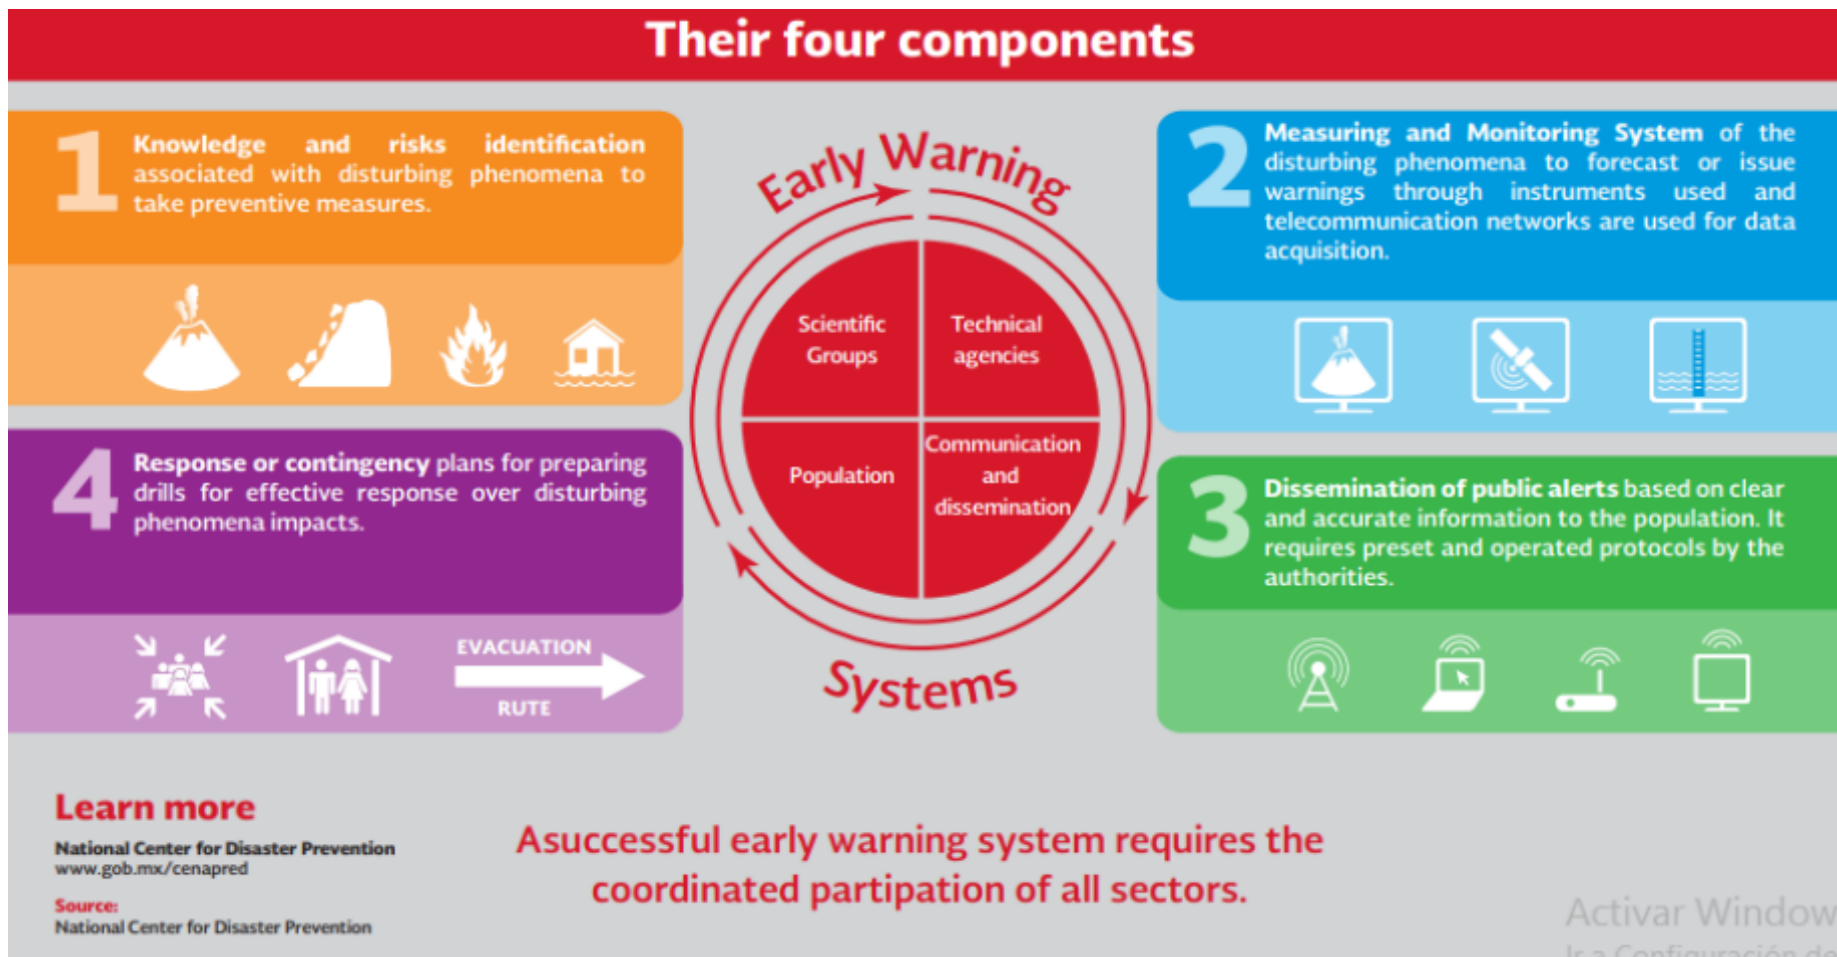 Their four components
1
Knowledge and risks identification
associated with disturbing phenomena to
take preventive measures.
2
Measuring and Monitoring System of the
disturbing phenomena to forecast or issue
warnings through instruments used and
telecommunication networks are used for data
acquisition.
Early Warning
Scientific
Groups
Technical
agencies
Population
Communication
and
dissemination
Systems
4
Response or contingency plans for preparing
drills for effective response over disturbing
phenomena impacts.
EVACUATION
RUTE
3
Dissemination of public alerts based on clear
and accurate information to the population. It
requires preset and operated protocols by the
authorities.
Learn more
National Center for Disaster Prevention
www.gob.mx/cenapred
Source:
National Center for Disaster Prevention
Asuccessful early warning system requires the
coordinated partipation of all sectors.
Activar Window
Ir a Configuración de